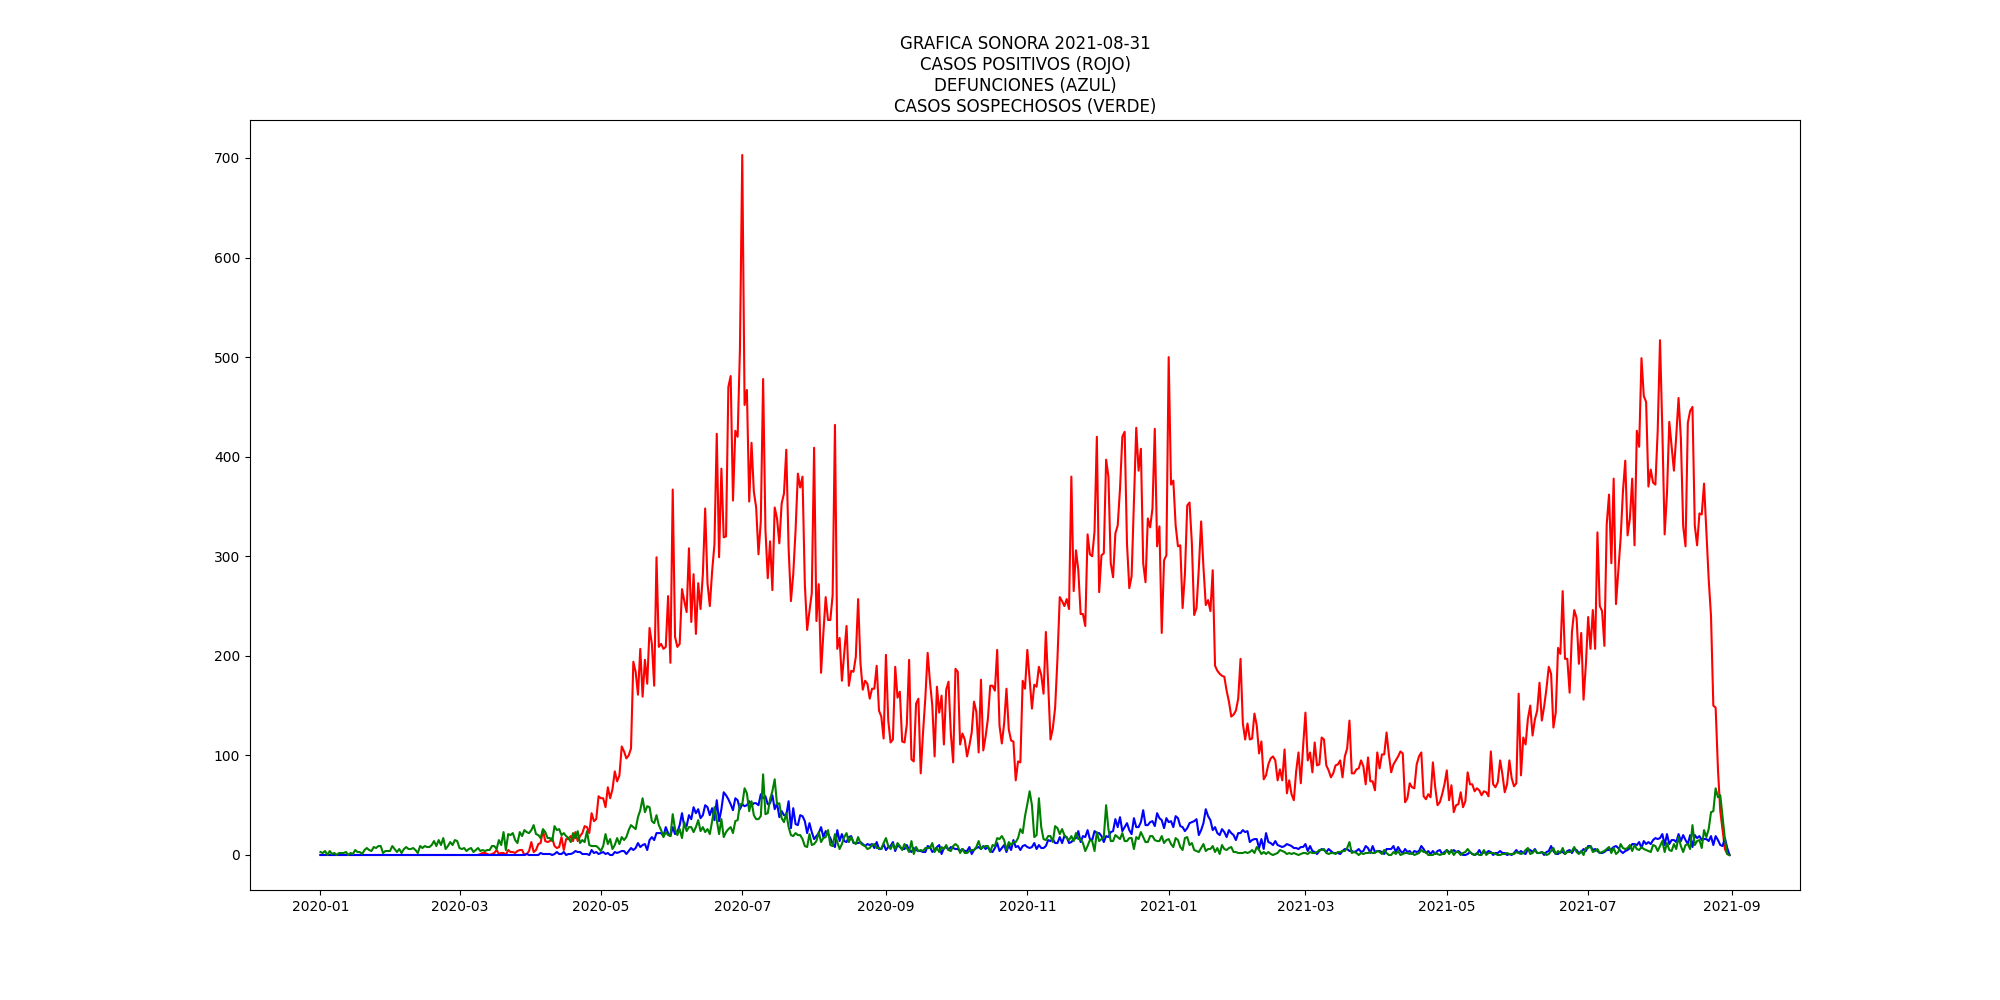 GRAFICA SONORA 2021-08-31
CASOS POSITIVOS (ROJO)
DEFUNCIONES (AZUL)
CASOS SOSPECHOSOS (VERDE)
700
600
500
400
300
200
100
0
2020-01 2020-03 2020-05 2020-07 2020-09 2020-11 2021-01 2021-03 2021-05 2021-07 2021-09